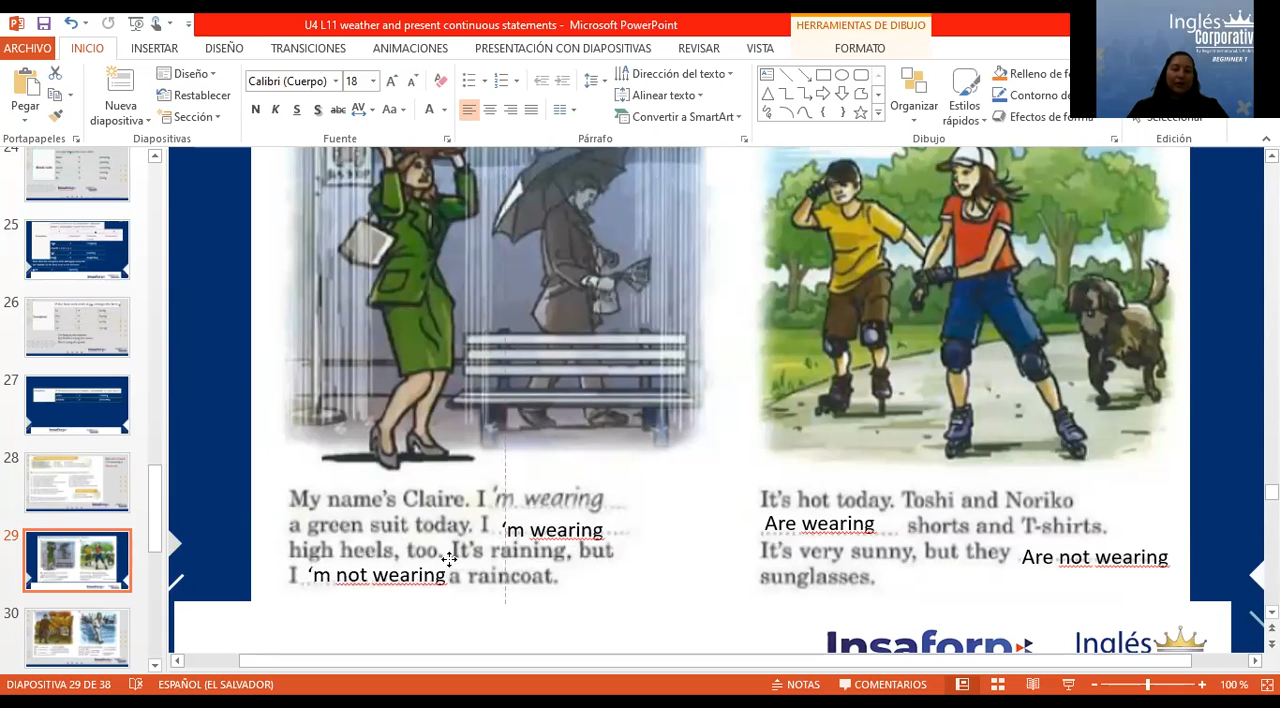 U4 L11 weather and present continuous statements - Microsoft PowerPoint
HERRAMIENTAS DE DIBUJO
ARCHIVO INICIO INSERTAR DISEÑO TRANSICIONES ANIMACIONES PRESENTACIÓN CON DIAPOSITIVAS REVISAR VISTA FORMATO
Inglés
Corporativo
BEGINNER 1
Pegar
Nueva
diapositiva
Diseño
Restablecer
Sección
Calibri (Cuerpo) 18
N K S S abc AV Aa A
Dirección del texto
Alinear texto
Convertir a SmartArt
Organizar
Estilos
rápidos
Relleno de f
Contorno de
Efectos de forma
Seleccionar
Portapapeles Diapositivas Fuente Párrafo Dibujo Edición
24
25
26
27
28
29
30
My name's Claire. I 'm wearing
a green suit today. I 'm wearing
high heels, too. It's raining, but
I 'm not wearing a raincoat.
It's hot today. Toshi and Noriko
Are wearing shorts and T-shirts.
It's very sunny, but they Are not wearing
sunglasses.
Insaforp Inglés
DIAPOSITIVA 29 DE 38 ESPAÑOL (EL SALVADOR) NOTAS COMENTARIOS 100 %